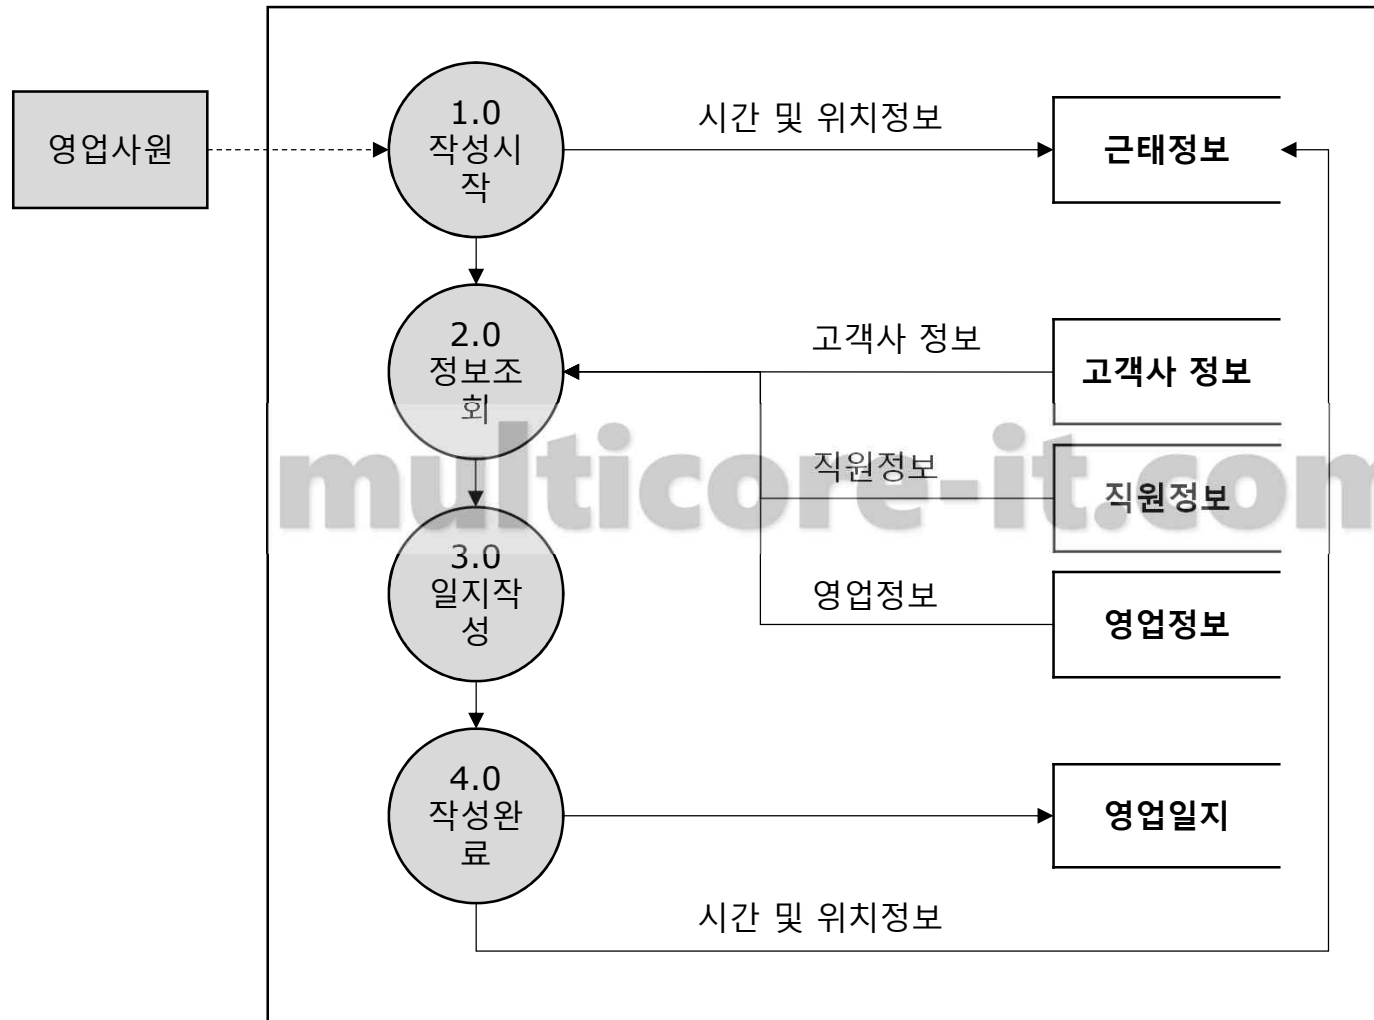 영업사원
1.0
작성시
작
시간 및 위치정보
근태정보
2.0
정보조
회
고객사 정보
고객사 정보
multicore-it.com
직원정보
직원정보
3.0
일지작
성
영업정보
영업정보
4.0
작성완
료
영업일지
시간 및 위치정보